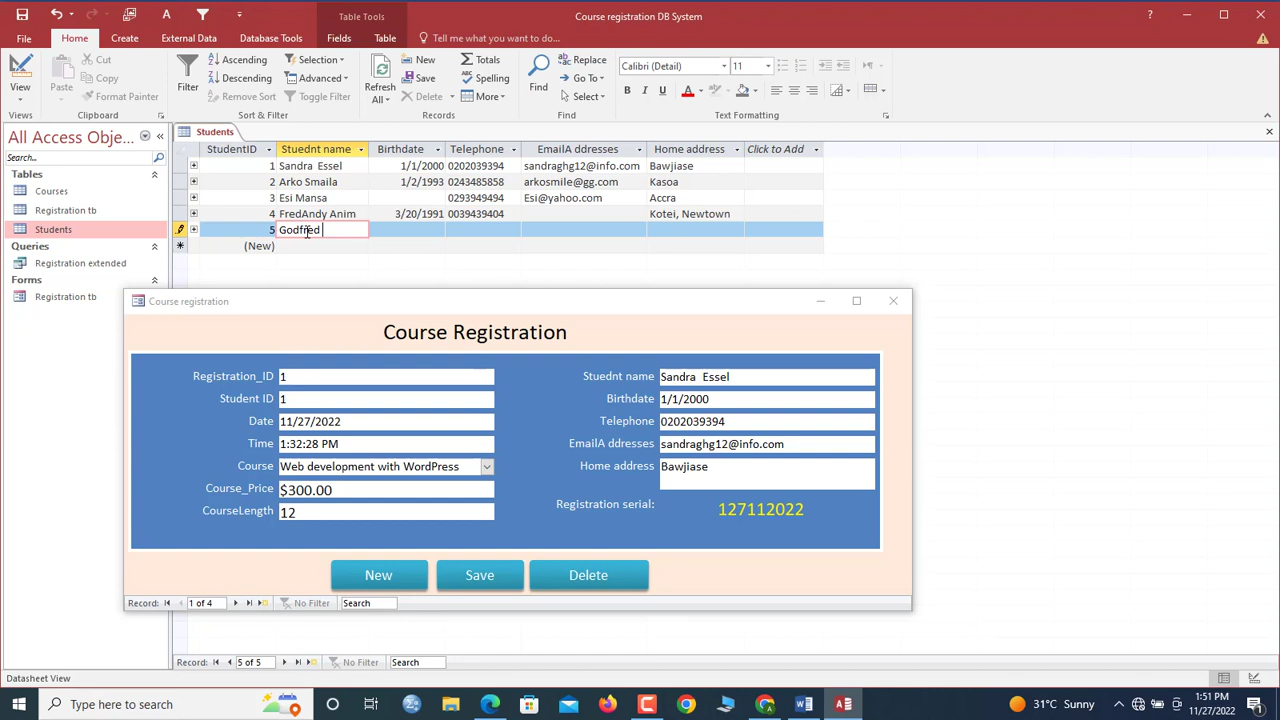 Table Tools
Course registration DB System
File Home Create External Data Database Tools Fields Table Tell me what you want to do...
View
Paste
Cut
Copy
Format Painter
Filter
Ascending
Descending
Remove Sort
Selection
Advanced
Toggle Filter
Refresh All
New
Save
Delete
Totals
Spelling
More
Find
Replace
Go To
Select
Calibri (Detail) 11
B I U A
Views Clipboard Sort & Filter Records Find Text Formatting
All Access Obje...
Search...
Tables
Courses
Registration tb
Students
Queries
Registration extended
Forms
Registration tb
Students
StudentID Stuednt name Birthdate Telephone EmailA ddresses Home address Click to Add
1 Sandra Essel 1/1/2000 0202039394 sandraghg12@info.com Bawjiase
2 Arko Smaila 1/2/1993 0243485858 arkosmile@gg.com Kasoa
3 Esi Mansa 0293949494 Esi@yahoo.com Accra
4 FredAndy Anim 3/20/1991 0039439404 Kotei, Newtown
5 Godfred
(New)
Course registration
Course Registration
Registration_ID 1
Student ID 1
Date 11/27/2022
Time 1:32:28 PM
Course Web development with WordPress
Course_Price $300.00
CourseLength 12
Stuednt name Sandra Essel
Birthdate 1/1/2000
Telephone 0202039394
EmailA ddresses sandraghg12@info.com
Home address Bawjiase
Registration serial: 127112022
New Save Delete
Record: 1 of 4 No Filter Search
Record: 5 of 5 No Filter Search
Datasheet View
Type here to search
31°C Sunny
1:51 PM
11/27/2022